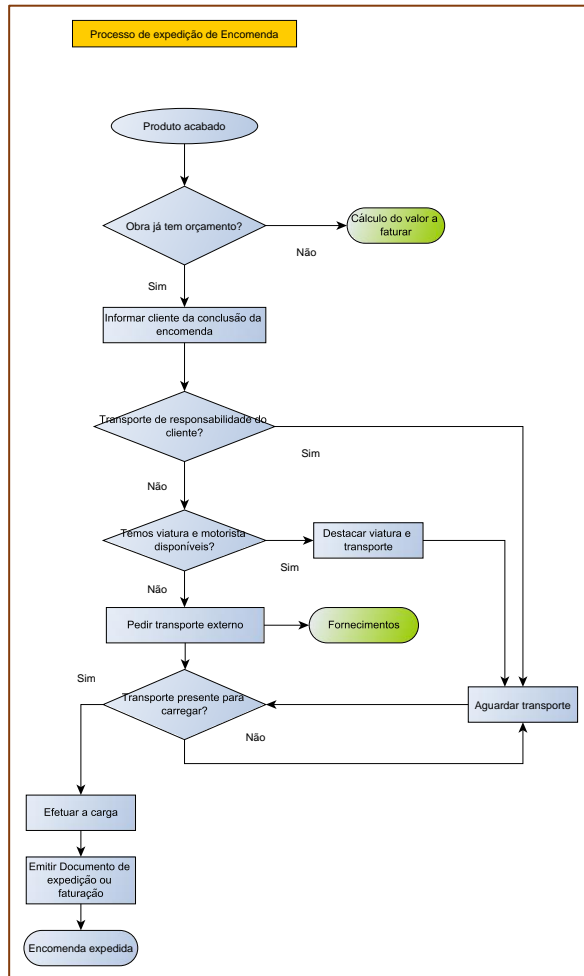 Processo de expedição de Encomenda
Produto acabado
Obra já tem orçamento?
Cálculo do valor a
faturar
Não
Sim
Informar cliente da conclusão da
encomenda
Transporte de responsabilidade do
cliente?
Sim
Não
Temos viatura e motorista
disponíveis?
Destacar viatura e
transporte
Sim
Não
Pedir transporte externo
Fornecimentos
Sim
Transporte presente para
carregar?
Aguardar transporte
Não
Efetuar a carga
Emitir Documento de
expedição ou
faturação
Encomenda expedida